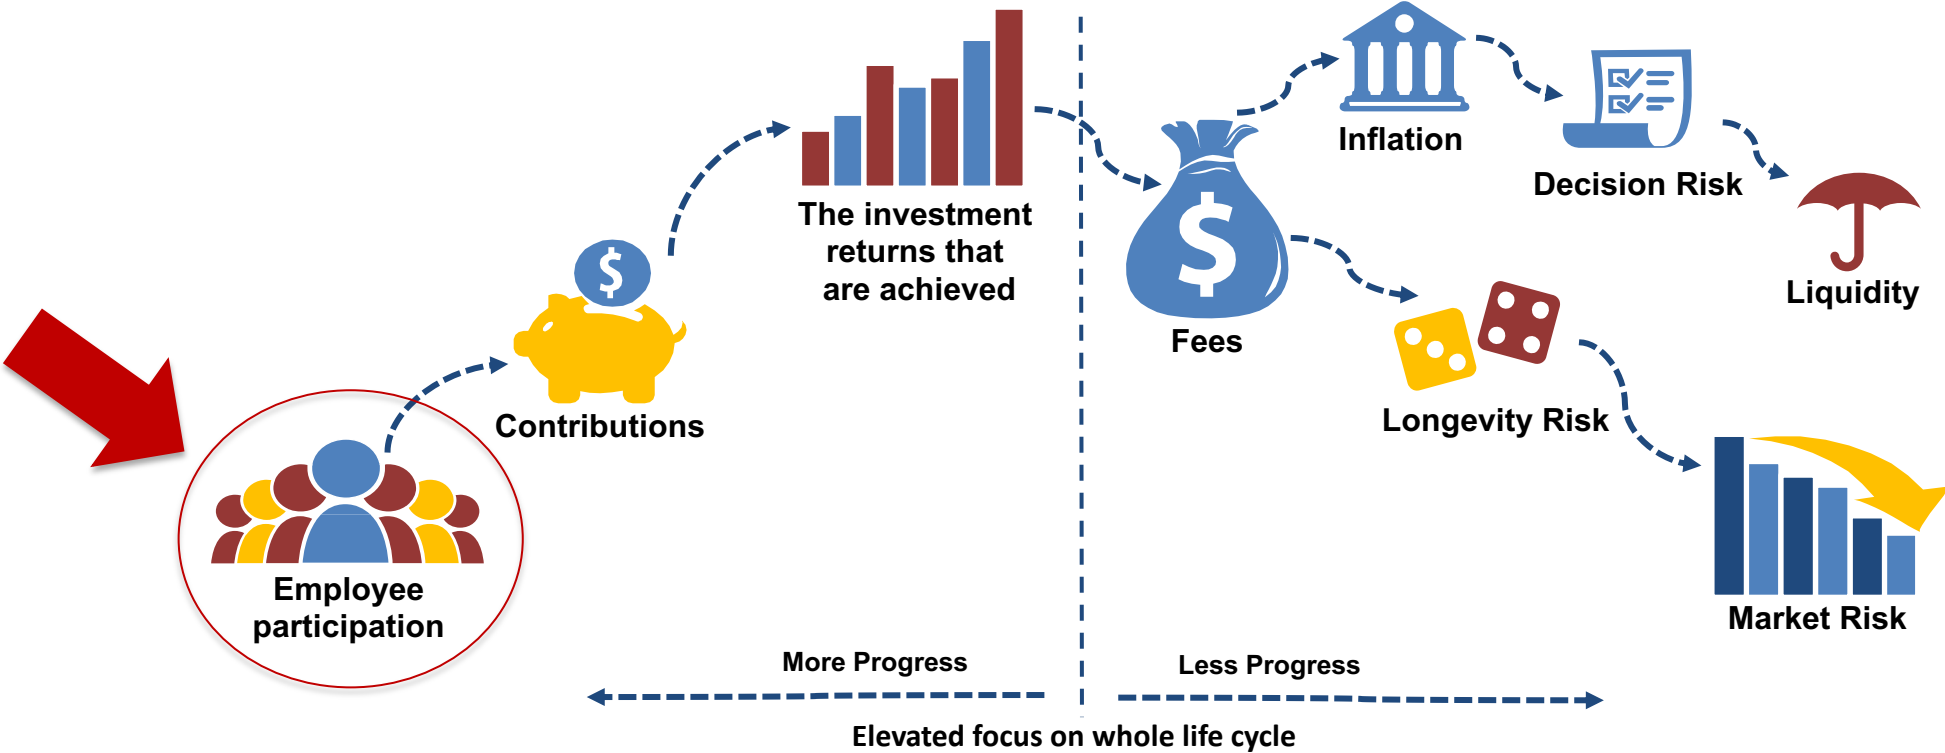 Employee
participation
Contributions
$
The investment
returns that
are achieved
$
Fees
Inflation
Decision Risk
Liquidity
Longevity Risk
Market Risk
More Progress
Less Progress
Elevated focus on whole life cycle